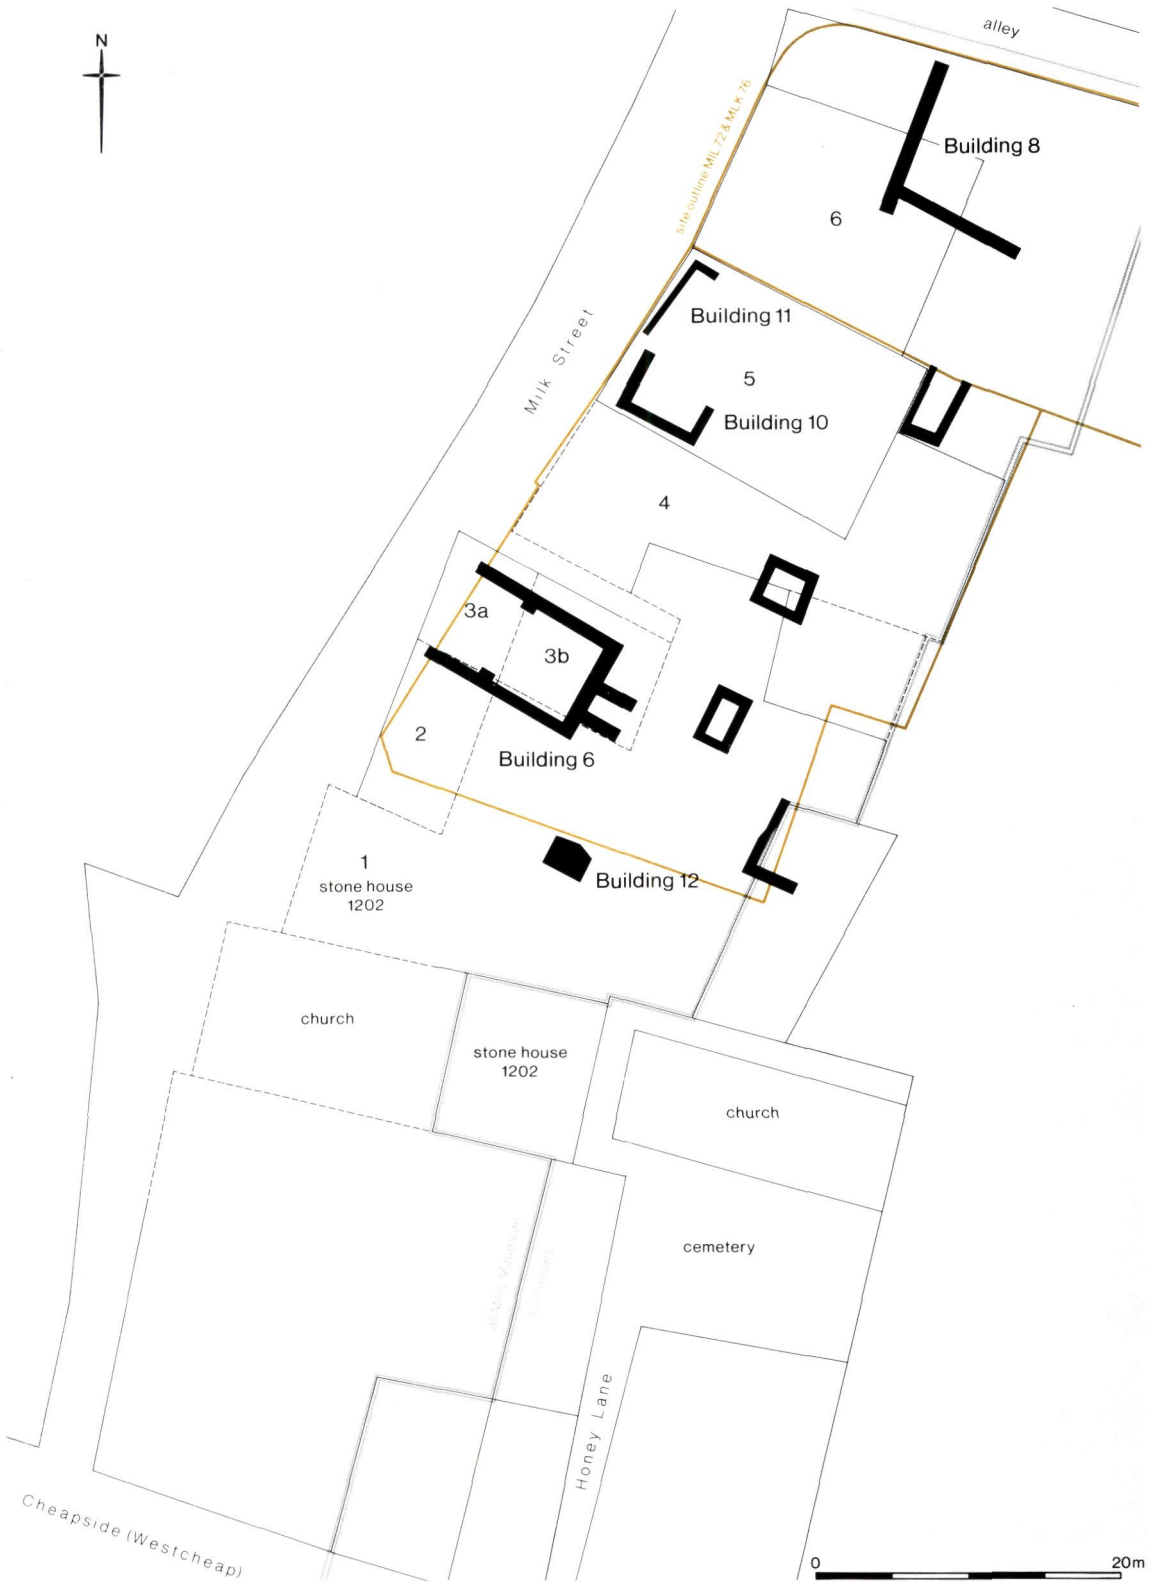 N
alley
site outline MIL 72 & MLK 76
Building 8
6
Building 11
Milk Street
5
Building 10
4
3a
3b
2
Building 6
1
stone house
1202
Building 12
church
stone house
1202
church
cemetery
Honey Lane
Cheapside (Westcheap)
0 20m